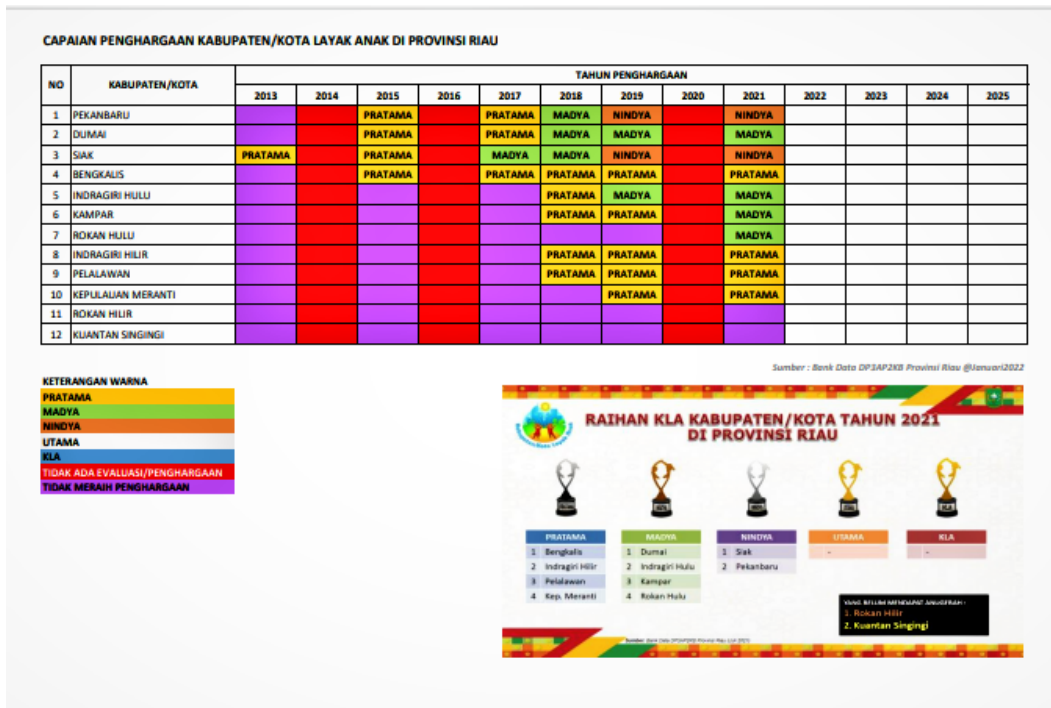 CAPAIAN PENGHARGAAN KABUPATEN/KOTA LAYAK ANAK DI PROVINSI RIAU
NO KABUPATEN/KOTA TAHUN PENGHARGAAN
2013 2014 2015 2016 2017 2018 2019 2020 2021 2022 2023 2024 2025
1 PEKANBARU PRATAMA PRATAMA MADYA NINDYA NINDYA
2 DUMAI PRATAMA PRATAMA MADYA MADYA MADYA
3 SIAK PRATAMA PRATAMA MADYA MADYA NINDYA NINDYA
4 BENGKALIS PRATAMA PRATAMA PRATAMA PRATAMA PRATAMA
5 INDRAGIRI HULU PRATAMA MADYA MADYA
6 KAMPAR PRATAMA PRATAMA MADYA
7 ROKAN HULU MADYA
8 INDRAGIRI HILIR PRATAMA PRATAMA PRATAMA
9 PELALAWAN PRATAMA PRATAMA PRATAMA
10 KEPULAUAN MERANTI PRATAMA PRATAMA
11 ROKAN HILIR
12 KUANTAN SINGINGI
Sumber : Bank Data DP3AP2KB Provinsi Riau @Januari2022
KETERANGAN WARNA
PRATAMA
MADYA
NINDYA
UTAMA
KLA
TIDAK ADA EVALUASI/PENGHARGAAN
TIDAK MERAIH PENGHARGAAN
RAIHAN KLA KABUPATEN/KOTA TAHUN 2021
DI PROVINSI RIAU
PRATAMA MADYA NINDYA UTAMA KLA
1 Bengkalis 1 Dumai 1 Siak - -
2 Indragiri Hilir 2 Indragiri Hulu 2 Pekanbaru
3 Pelalawan 3 Kampar
4 Kep. Meranti 4 Rokan Hulu
YANG BELUM MENDAPAT ANUGERAH :
1. Rokan Hilir
2. Kuantan Singingi